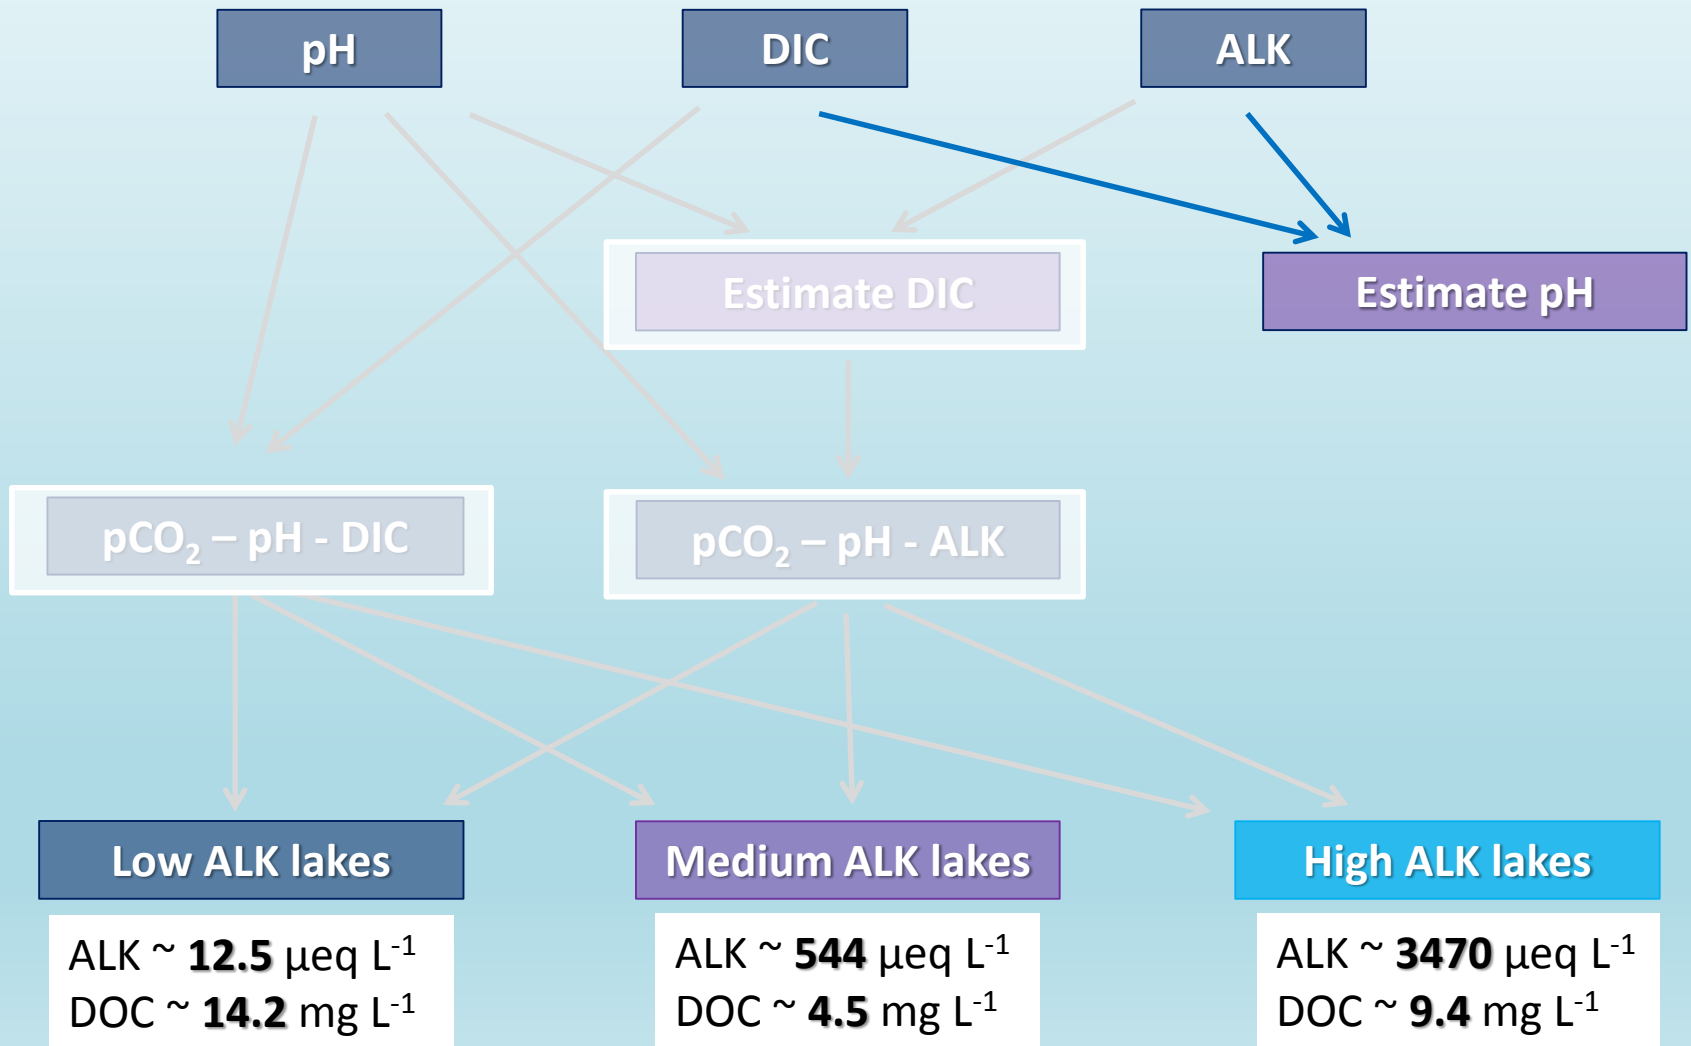 pH
DIC
ALK
Estimate DIC
Estimate pH
pCO₂ – pH - DIC
pCO₂ – pH - ALK
Low ALK lakes
Medium ALK lakes
High ALK lakes
ALK ~ 12.5 µeq L⁻¹
DOC ~ 14.2 mg L⁻¹
ALK ~ 544 µeq L⁻¹
DOC ~ 4.5 mg L⁻¹
ALK ~ 3470 µeq L⁻¹
DOC ~ 9.4 mg L⁻¹